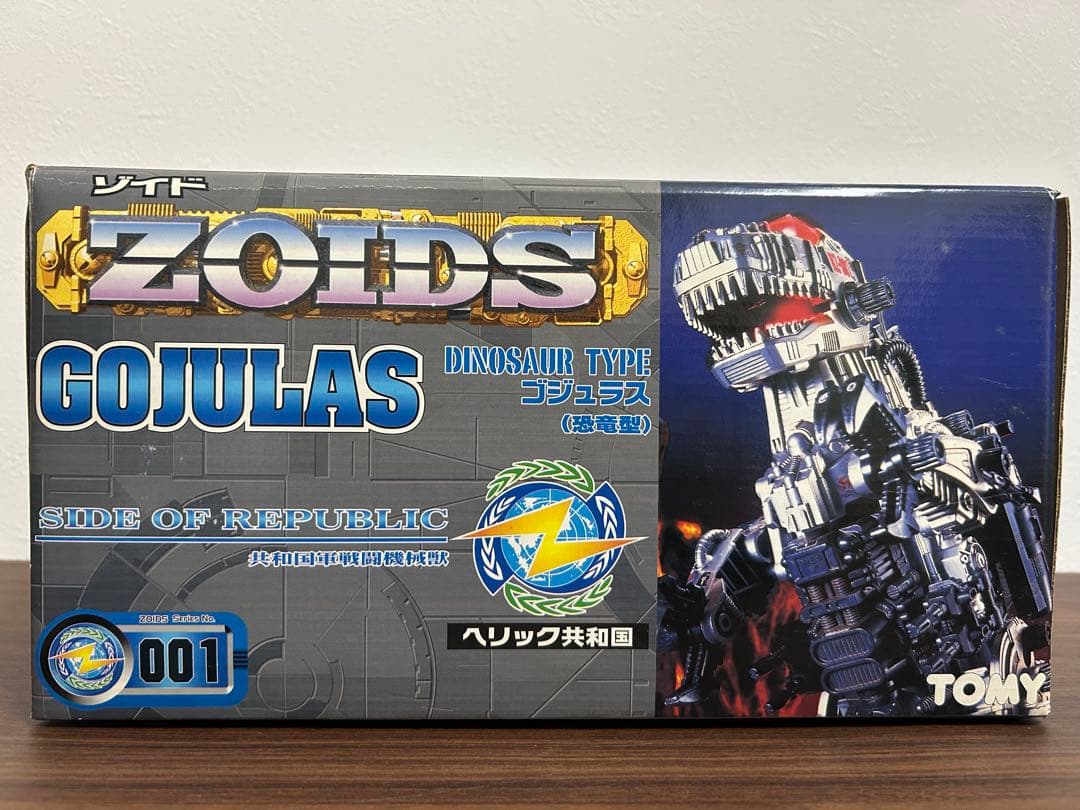 ゾイド
ZOIDS
GOJULAS
DINOSAUR TYPE
ゴジュラス
(恐竜型)
SIDE OF REPUBLIC
共和国軍戦闘機械獣
ヘリック共和国
ZOIDS Series No.
001
TOMY